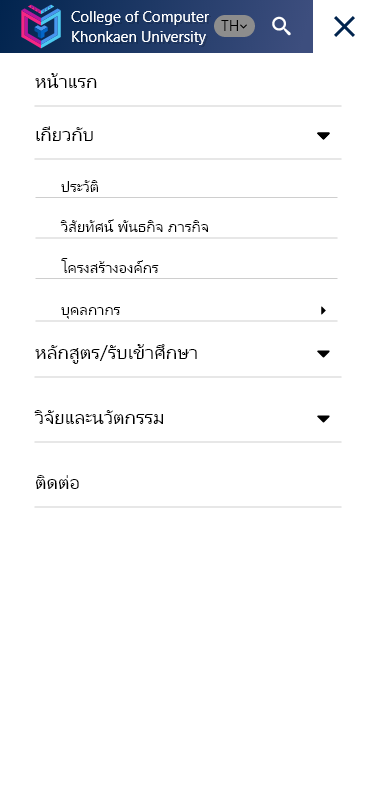 College of Computer
Khonkaen University
TH
หน้าแรก
เกียวกับ
ประวัติ
วิสัยทัศน์ พันธกิจ ภารกิจ
โครงสร้างองค์กร
บุคลาการ
หลักสูตร/รับเข้าศึกษา
วิจัยและนวัตกรรม
ติดต่อ